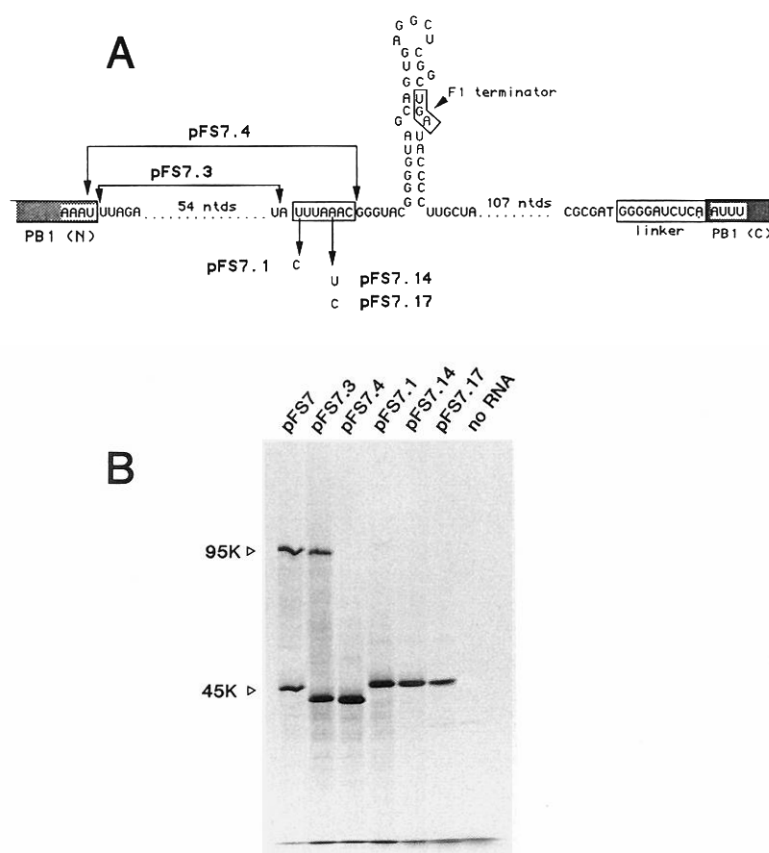 A
G G C
A U
G C
U G
G G
A C
C U
G G A
F1 terminator
A U
U A
G C
G C
G C
G C
pFS7.4
pFS7.3
AAAU UUAGA .......... 54 ntds .......... UA UUUAAAC GGGUAC UUGCUA .......... 107 ntds .......... CGCGAT GGGGAUCUCA AUUU
PB1 (N) linker PB1 (C)
pFS7.1 C
U pFS7.14
C pFS7.17
B
pFS7 pFS7.3 pFS7.4 pFS7.1 pFS7.14 pFS7.17 no RNA
95K
45K